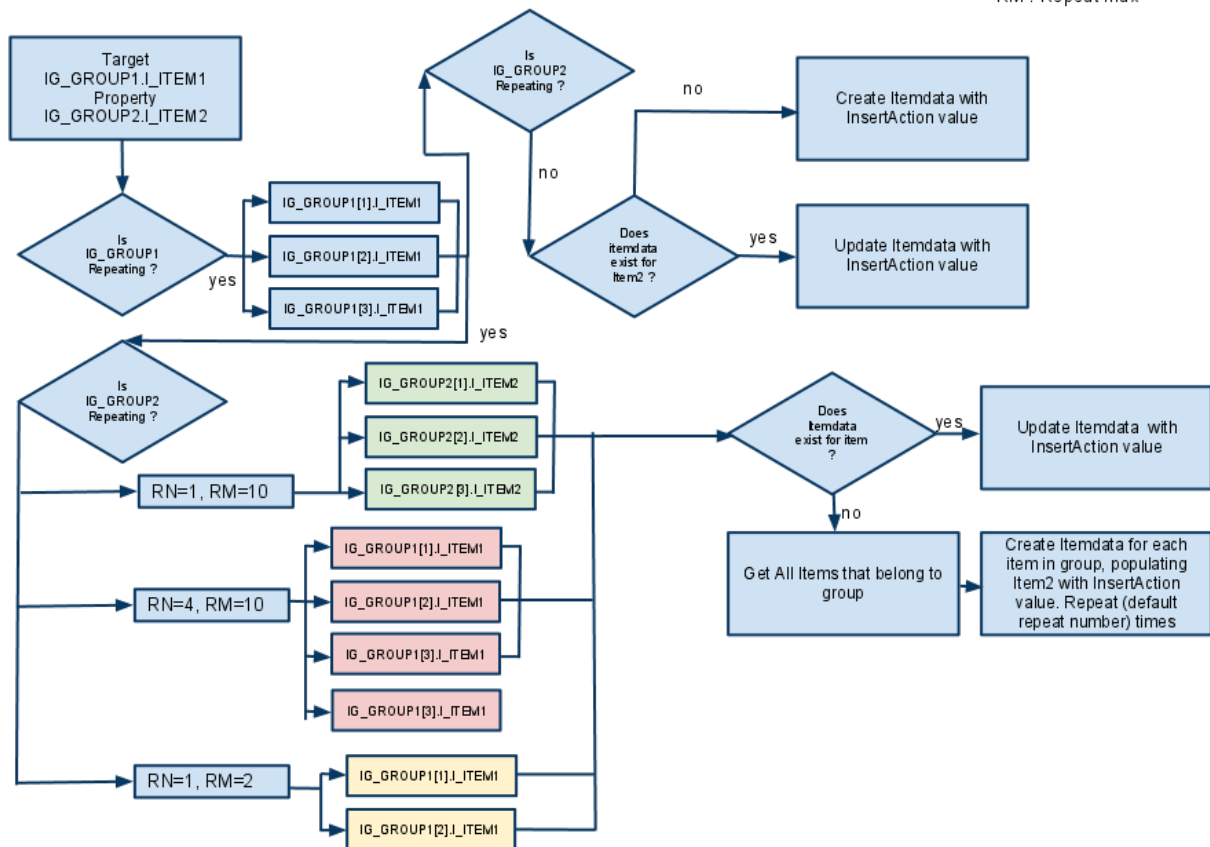 RM : Repeat max
Target
IG_GROUP1.I_ITEM1
Property
IG_GROUP2.I_ITEM2
Is
IG_GROUP2
Repeating ?
no
Create Itemdata with
InsertAction value
no
Is
IG_GROUP1
Repeating ?
yes
IG_GROUP1[1].I_ITEM1
IG_GROUP1[2].I_ITEM1
IG_GROUP1[3].I_ITEM1
Does
itemdata
exist for
Item2 ?
yes
Update Itemdata with
InsertAction value
yes
Is
IG_GROUP2
Repeating ?
IG_GROUP2[1].I_ITEM2
IG_GROUP2[2].I_ITEM2
IG_GROUP2[3].I_ITEM2
RN=1, RM=10
Does
Itemdata
exist for item
?
yes
Update Itemdata with
InsertAction value
no
Get All Items that belong to
group
Create Itemdata for each
item in group, populating
Item2 with InsertAction
value. Repeat (default
repeat number) times
RN=4, RM=10
IG_GROUP1[1].I_ITEM1
IG_GROUP1[2].I_ITEM1
IG_GROUP1[3].I_ITEM1
IG_GROUP1[3].I_ITEM1
RN=1, RM=2
IG_GROUP1[1].I_ITEM1
IG_GROUP1[2].I_ITEM1